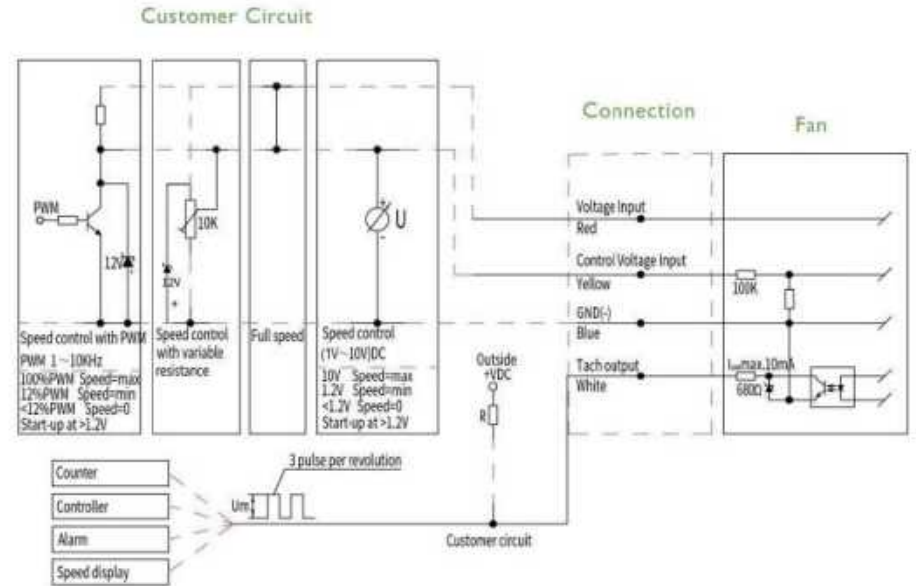 Customer Circuit
Connection
Fan
PWM
12V
10K
12V
+
+
U
-
Speed control with PWM
PWM 1~10KHz
100%PWM Speed=max
12%PWM Speed=min
<12%PWM Speed=0
Start-up at >1.2V
Speed control
with variable
resistance.
Full speed
Speed control
(1V~10V)DC
10V Speed=max
1.2V Speed=min
<1.2V Speed=0
Start-up at >1.2V
Voltage Input
Red
Control Voltage Input
Yellow
GND(-)
Blue
Tach output
White
100K
max.10mA
680Ω
Outside
+VDC
R
Counter
Controller
Alarm
Speed display
3 pulse per revolution
Um
Customer circuit